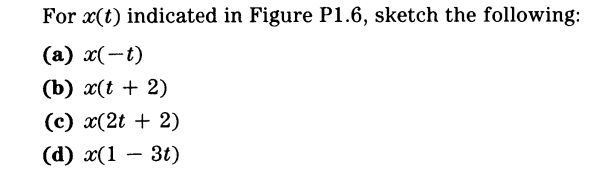 For x(t) indicated in Figure P1.6, sketch the following:
(a) x(−t)
(b) x(t + 2)
(c) x(2t + 2)
(d) x(1 − 3t)